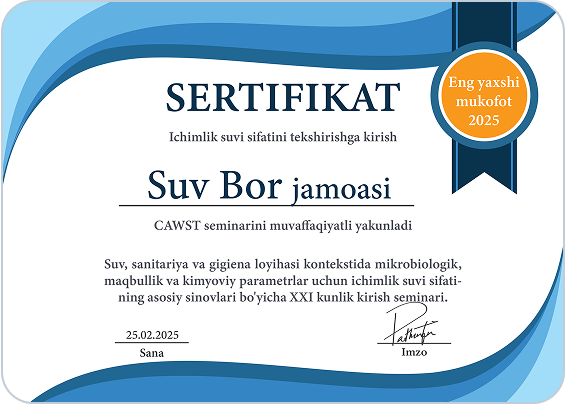 SERTIFIKAT
Eng yaxshi
mukofot
2025
Ichimlik suvi sifatini tekshirishga kirish
Suv Bor jamoasi
CAWST seminarini muvaffaqiyatli yakunladi
Suv, sanitariya va gigiena loyihasi kontekstida mikrobiologik,
maqbullik va kimyoviy parametrlar uchun ichimlik suvi sifati-
ning asosiy sinovlari bo'yicha XXI kunlik kirish seminari.
25.02.2025
Sana
Imzo